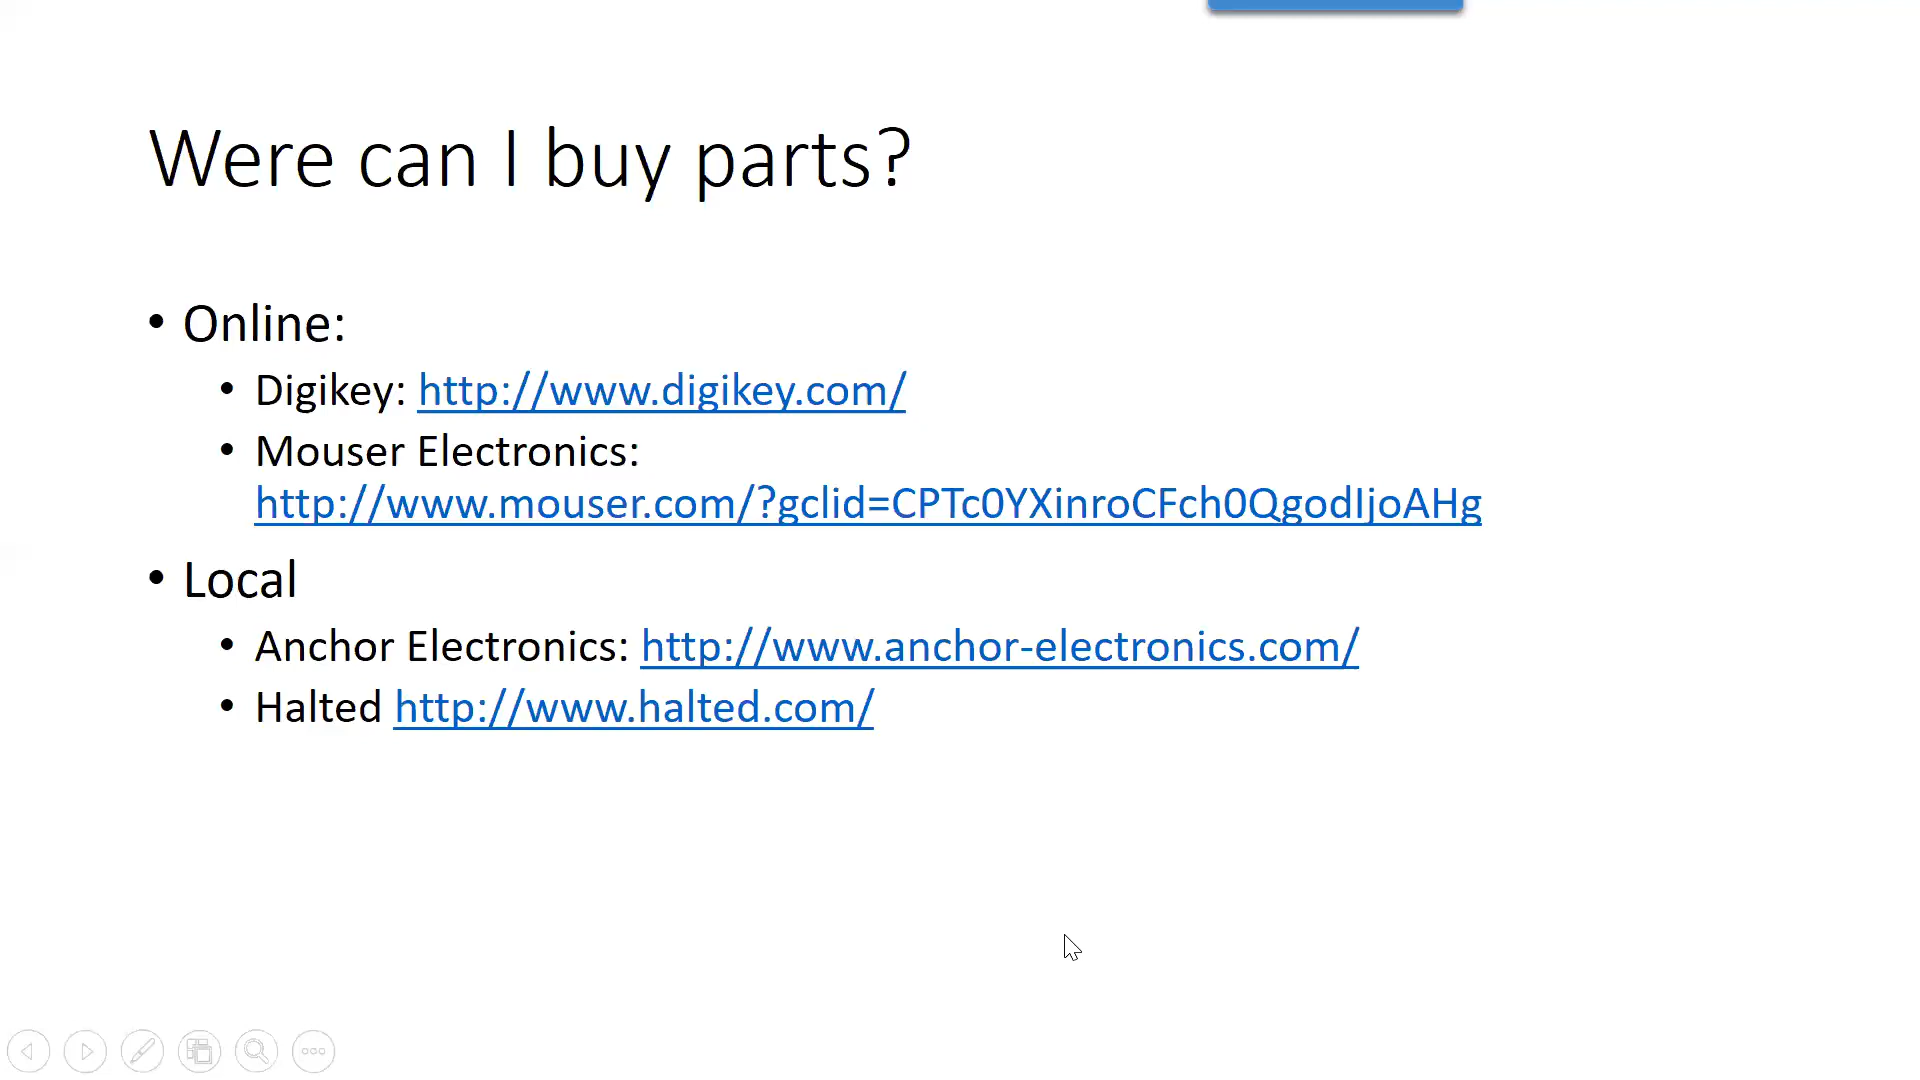 Were can I buy parts?
• Online:
• Digikey: http://www.digikey.com/
• Mouser Electronics:
http://www.mouser.com/?gclid=CPTc0YXinroCFch0QgodIjoAHg
• Local
• Anchor Electronics: http://www.anchor-electronics.com/
• Halted http://www.halted.com/